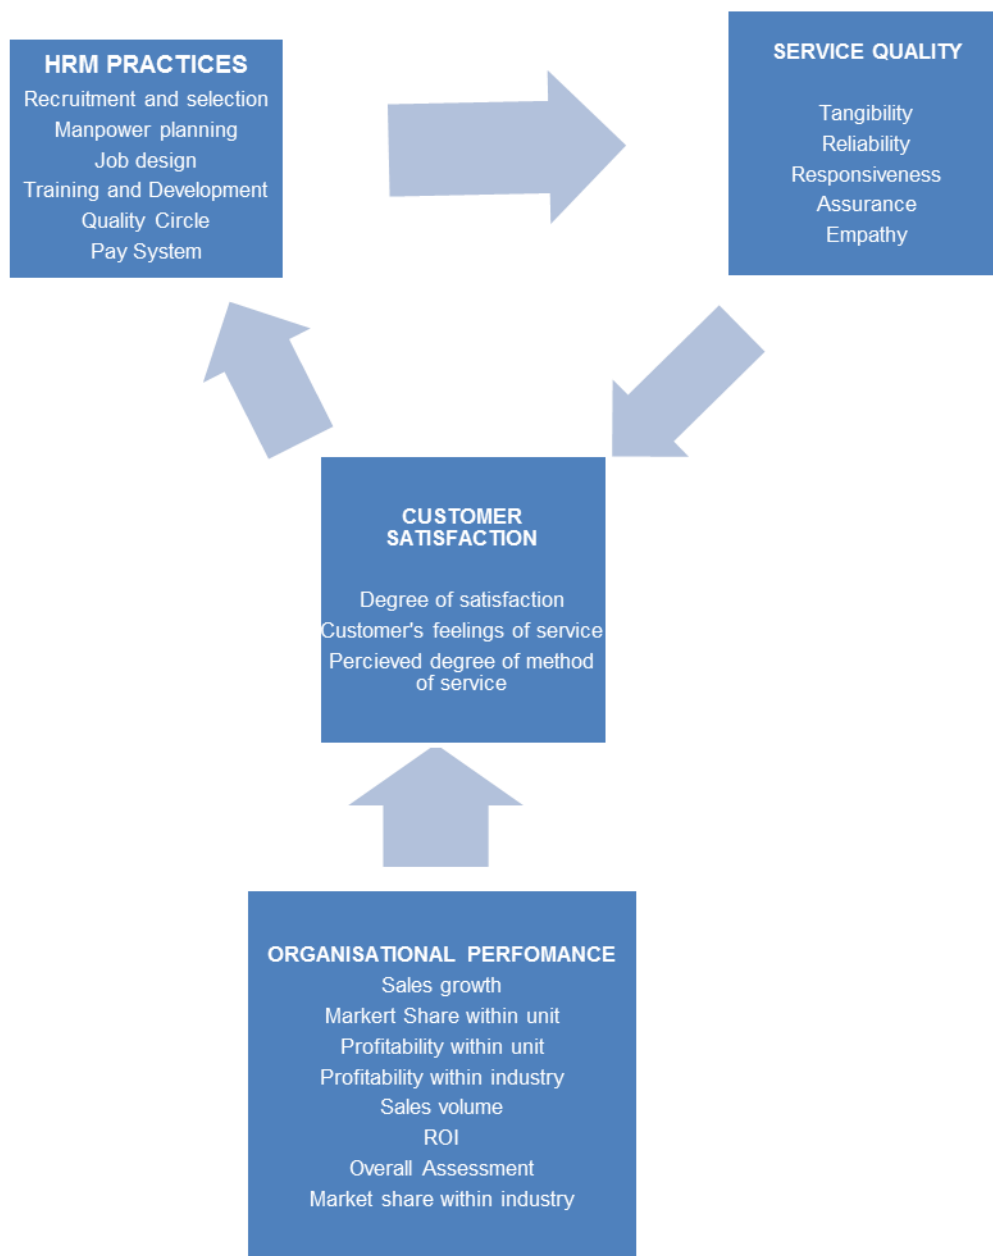 HRM PRACTICES
Recruitment and selection
Manpower planning
Job design
Training and Development
Quality Circle
Pay System
SERVICE QUALITY
Tangibility
Reliability
Responsiveness
Assurance
Empathy
CUSTOMER
SATISFACTION
Degree of satisfaction
Customer's feelings of service
Percieved degree of method
of service
ORGANISATIONAL PERFOMANCE
Sales growth
Markert Share within unit
Profitability within unit
Profitability within industry
Sales volume
ROI
Overall Assessment
Market share within industry